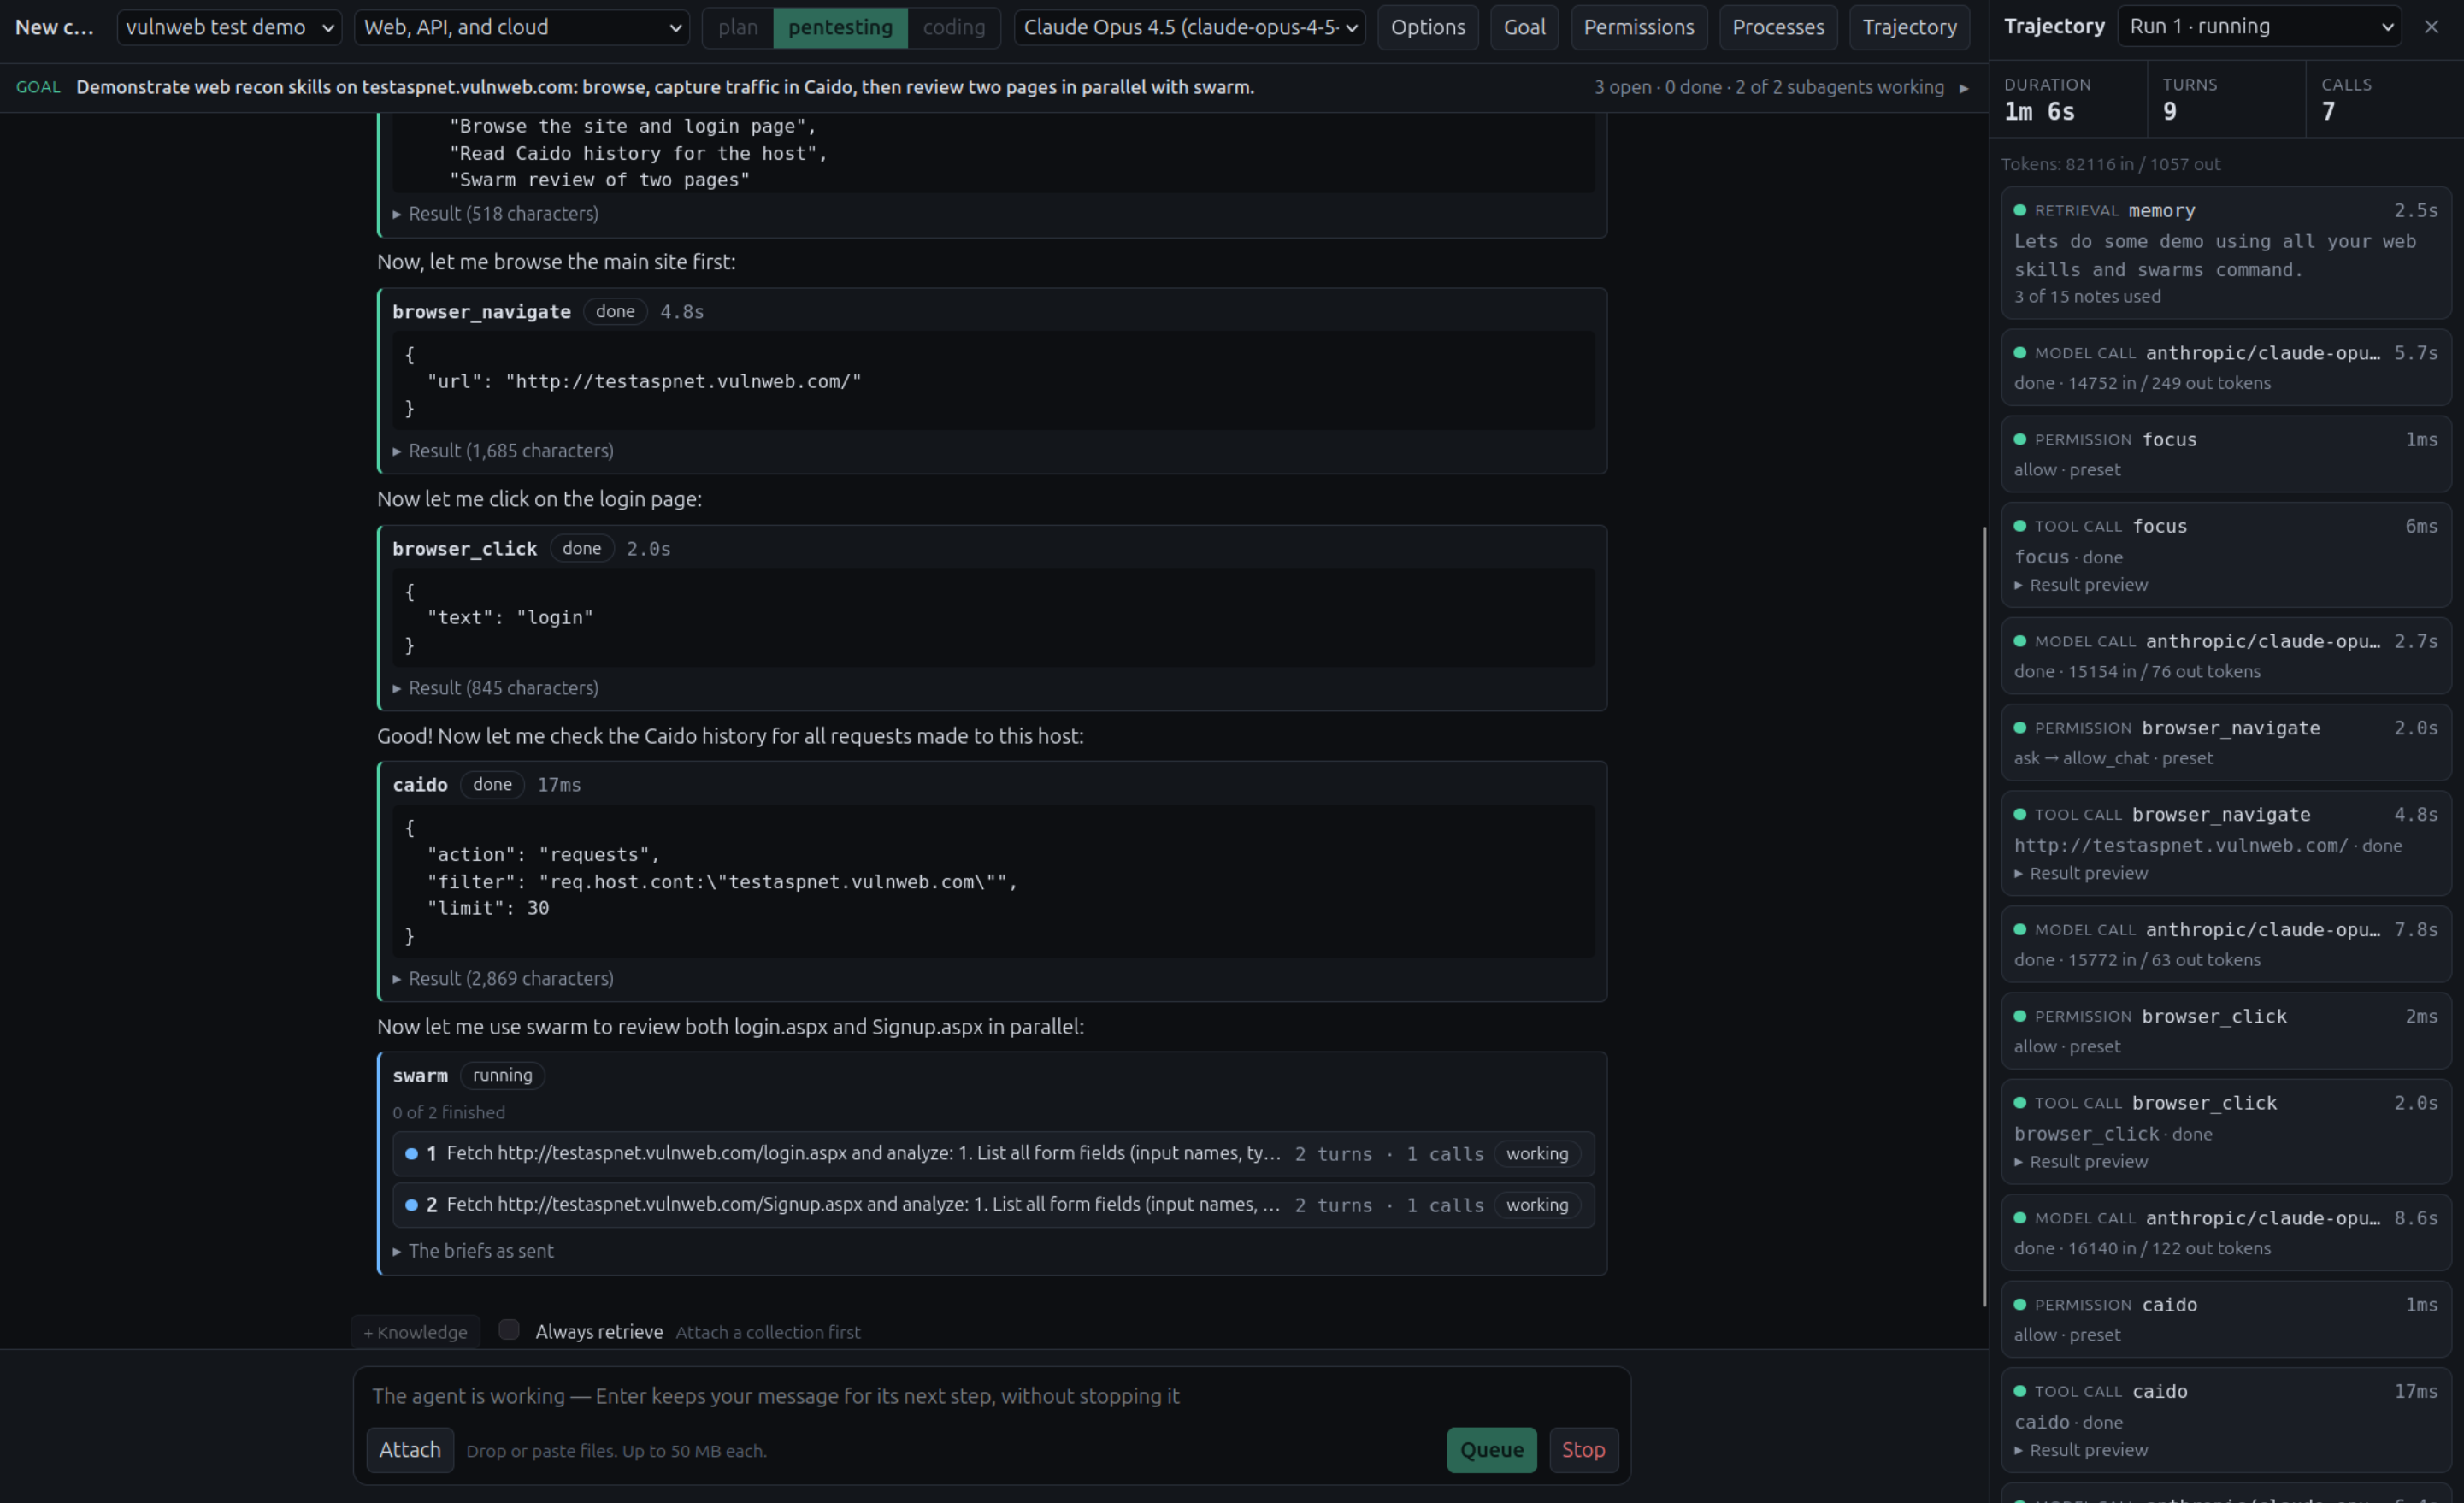 New c...
vulnweb test demo
Web, API, and cloud
plan
pentesting
coding
Claude Opus 4.5 (claude-opus-4-5-
Options
Goal
Permissions
Processes
Trajectory
GOAL Demonstrate web recon skills on testaspnet.vulnweb.com: browse, capture traffic in Caido, then review two pages in parallel with swarm.
3 open · 0 done · 2 of 2 subagents working ▸
"Browse the site and login page",
"Read Caido history for the host",
"Swarm review of two pages"
▸ Result (518 characters)
Now, let me browse the main site first:
browser_navigate done 4.8s
{
"url": "http://testaspnet.vulnweb.com/"
}
▸ Result (1,685 characters)
Now let me click on the login page:
browser_click done 2.0s
{
"text": "login"
}
▸ Result (845 characters)
Good! Now let me check the Caido history for all requests made to this host:
caido done 17ms
{
"action": "requests",
"filter": "req.host.cont:\"testaspnet.vulnweb.com\"",
"limit": 30
}
▸ Result (2,869 characters)
Now let me use swarm to review both login.aspx and Signup.aspx in parallel:
swarm running
0 of 2 finished
1 Fetch http://testaspnet.vulnweb.com/login.aspx and analyze: 1. List all form fields (input names, ty... 2 turns · 1 calls working
2 Fetch http://testaspnet.vulnweb.com/Signup.aspx and analyze: 1. List all form fields (input names, ... 2 turns · 1 calls working
▸ The briefs as sent
+ Knowledge
Always retrieve Attach a collection first
The agent is working — Enter keeps your message for its next step, without stopping it
Attach
Drop or paste files. Up to 50 MB each.
Queue
Stop
Trajectory
Run 1 · running
×
DURATION
1m 6s
TURNS
9
CALLS
7
Tokens: 82116 in / 1057 out
RETRIEVAL memory 2.5s
Lets do some demo using all your web
skills and swarms command.
3 of 15 notes used
MODEL CALL anthropic/claude-opu... 5.7s
done · 14752 in / 249 out tokens
PERMISSION focus 1ms
allow · preset
TOOL CALL focus 6ms
focus · done
▸ Result preview
MODEL CALL anthropic/claude-opu... 2.7s
done · 15154 in / 76 out tokens
PERMISSION browser_navigate 2.0s
ask → allow_chat · preset
TOOL CALL browser_navigate 4.8s
http://testaspnet.vulnweb.com/ · done
▸ Result preview
MODEL CALL anthropic/claude-opu... 7.8s
done · 15772 in / 63 out tokens
PERMISSION browser_click 2ms
allow · preset
TOOL CALL browser_click 2.0s
browser_click · done
▸ Result preview
MODEL CALL anthropic/claude-opu... 8.6s
done · 16140 in / 122 out tokens
PERMISSION caido 1ms
allow · preset
TOOL CALL caido 17ms
caido · done
▸ Result preview